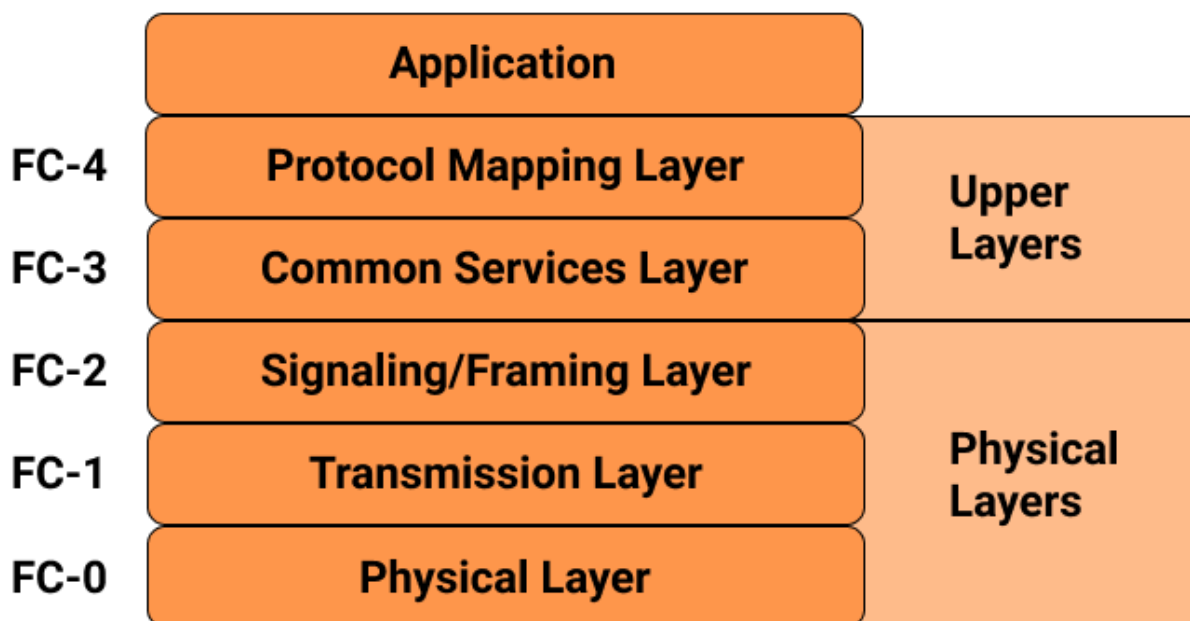 Application
FC-4 Protocol Mapping Layer
FC-3 Common Services Layer
Upper
Layers
FC-2 Signaling/Framing Layer
FC-1 Transmission Layer
FC-0 Physical Layer
Physical
Layers